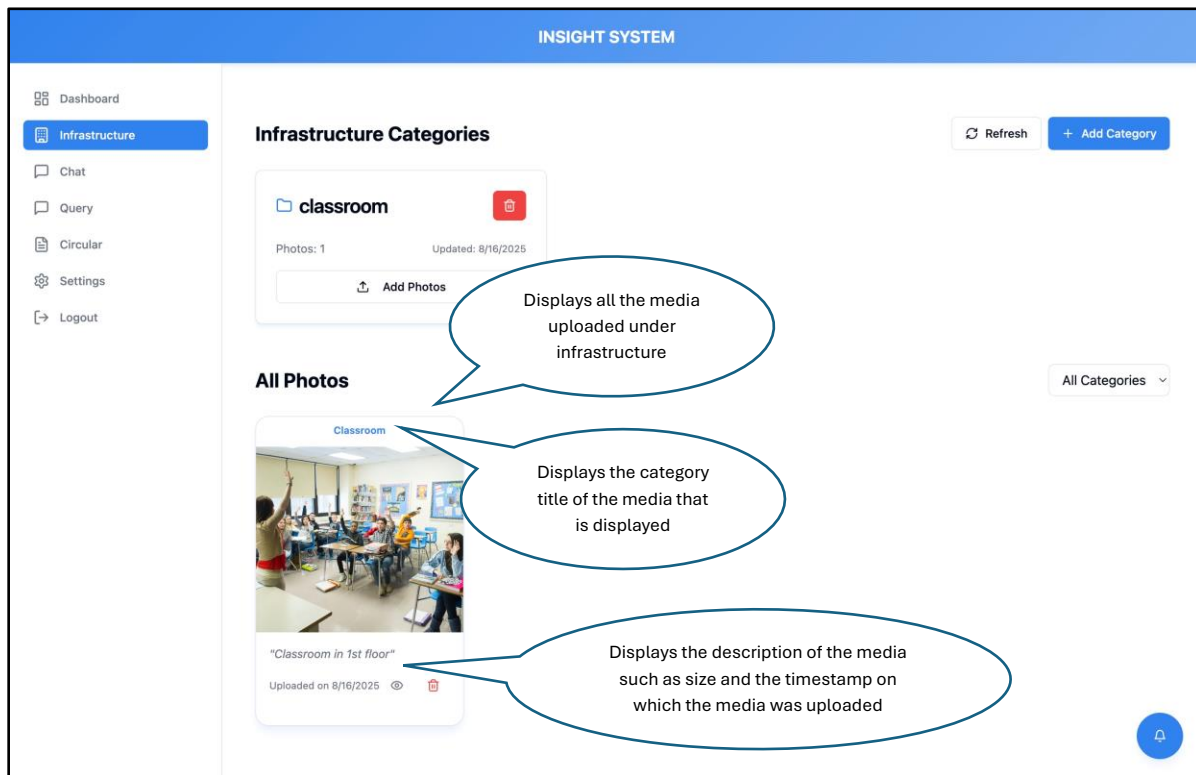 INSIGHT SYSTEM
Dashboard
Infrastructure
Chat
Query
Circular
Settings
Logout
Infrastructure Categories
Refresh
+ Add Category
classroom
Photos: 1
Updated: 8/16/2025
Add Photos
Displays all the media
uploaded under
infrastructure
All Photos
All Categories
Classroom
Displays the category
title of the media that
is displayed
"Classroom in 1st floor"
Uploaded on 8/16/2025
Displays the description of the media
such as size and the timestamp on
which the media was uploaded